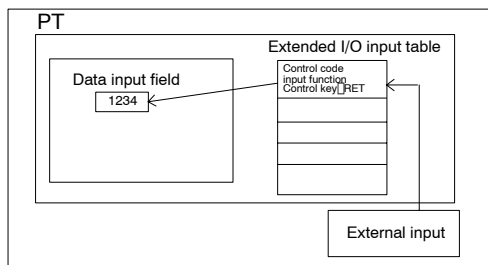 PT
Extended I/O input table
Data input field
1234
Control code
input function
Control key▯RET
External input